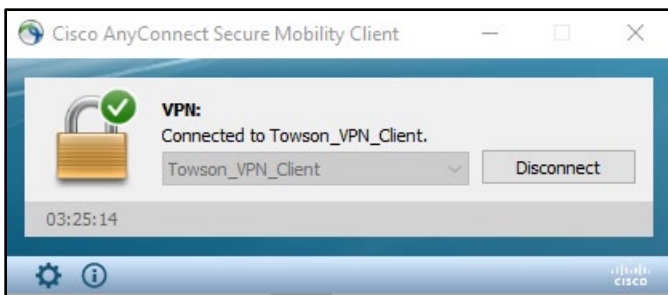 Cisco AnyConnect Secure Mobility Client
VPN:
Connected to Towson_VPN_Client.
Towson_VPN_Client
Disconnect
03:25:14
CISCO